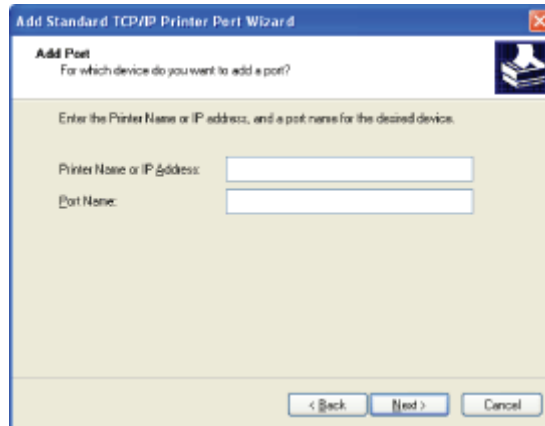 Add Standard TCP/IP Printer Port Wizard
Add Port
For which device do you want to add a port?
Enter the Printer Name or IP address, and a port name for the desired device.
Printer Name or IP Address:
Port Name:
< Back
Next >
Cancel